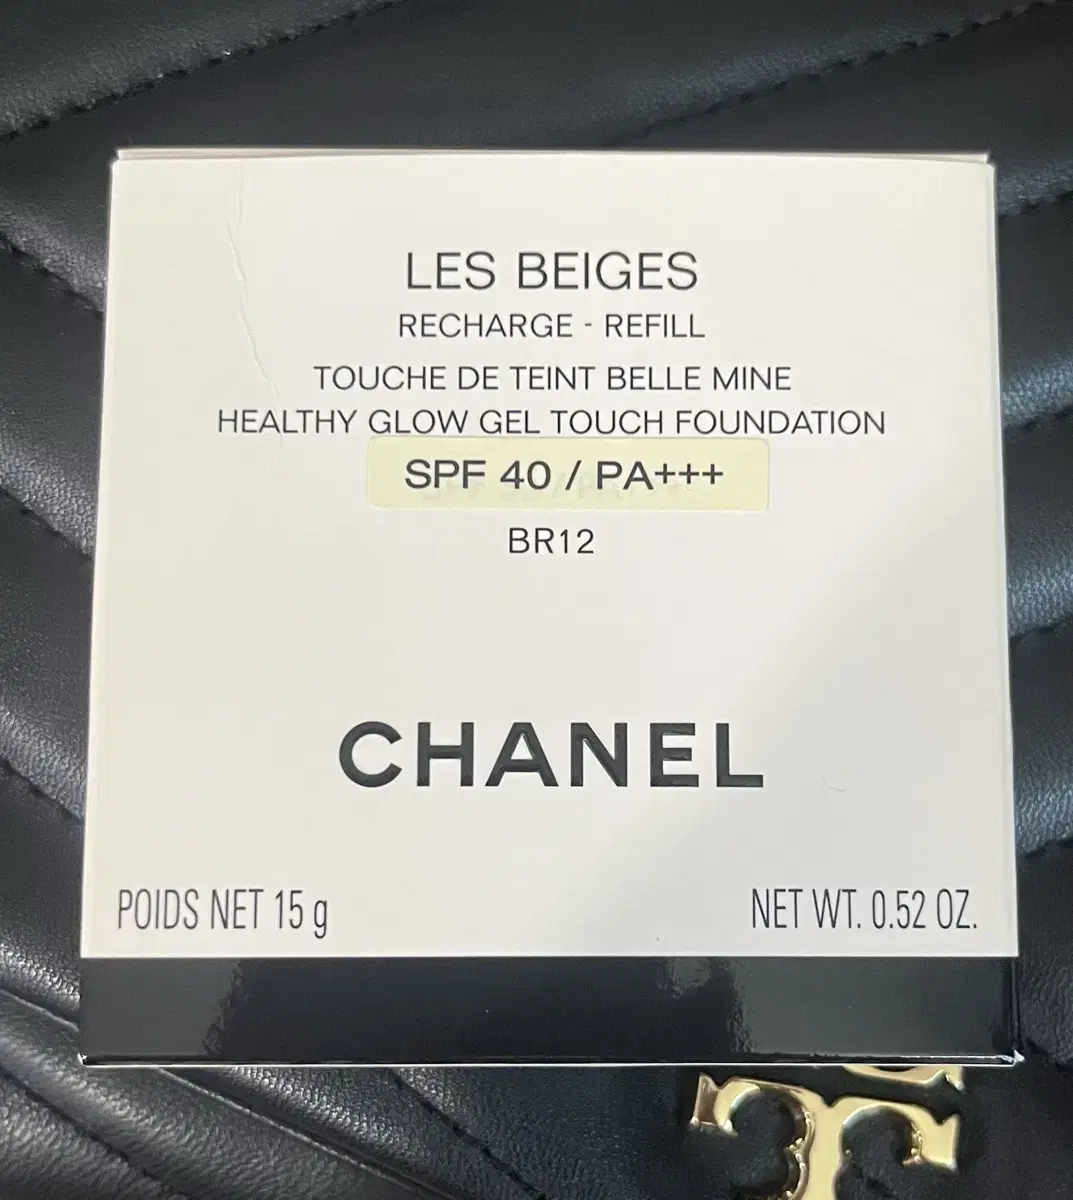 LES BEIGES
RECHARGE - REFILL
TOUCHE DE TEINT BELLE MINE
HEALTHY GLOW GEL TOUCH FOUNDATION
SPF 40 / PA+++
BR12
CHANEL
POIDS NET 15 g
NET WT. 0.52 OZ.